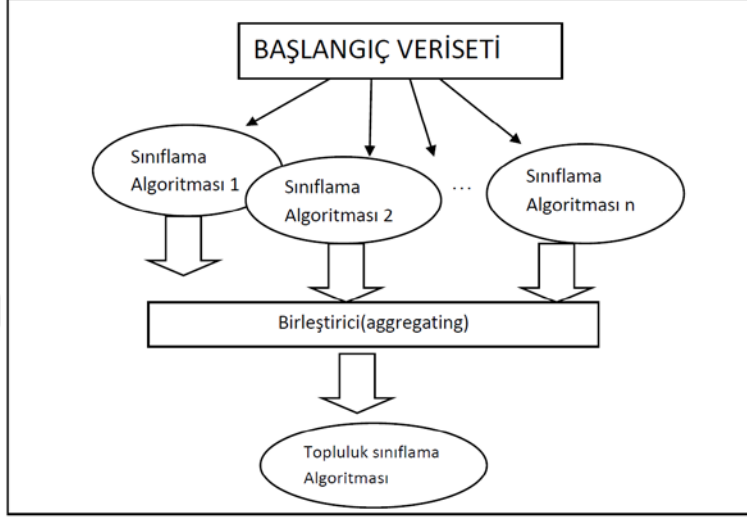 BAŞLANGIÇ VERİSETİ
Sınıflama
Algoritması 1
Sınıflama
Algoritması 2
...
Sınıflama
Algoritması n
Birleştirici(aggregating)
Topluluk sınıflama
Algoritması